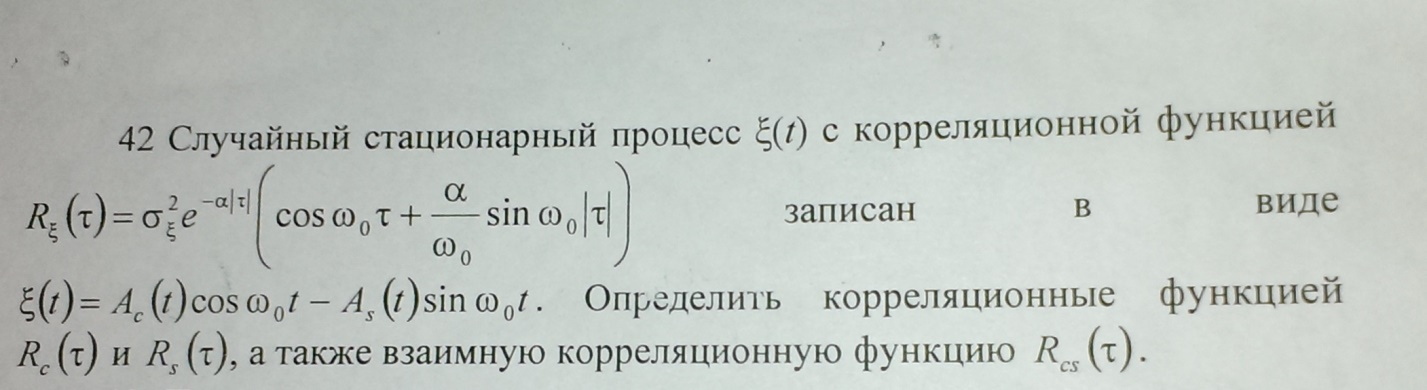 42 Случайный стационарный процесс ξ(t) с корреляционной функцией
R_ξ(τ) = σ_ξ^2 e^{-α|τ|} (cos ω_0 τ + α/ω_0 sin ω_0 |τ|) записан в виде
ξ(t) = A_c(t) cos ω_0 t − A_s(t) sin ω_0 t. Определить корреляционные функцией
R_c(τ) и R_s(τ), а также взаимную корреляционную функцию R_cs(τ).